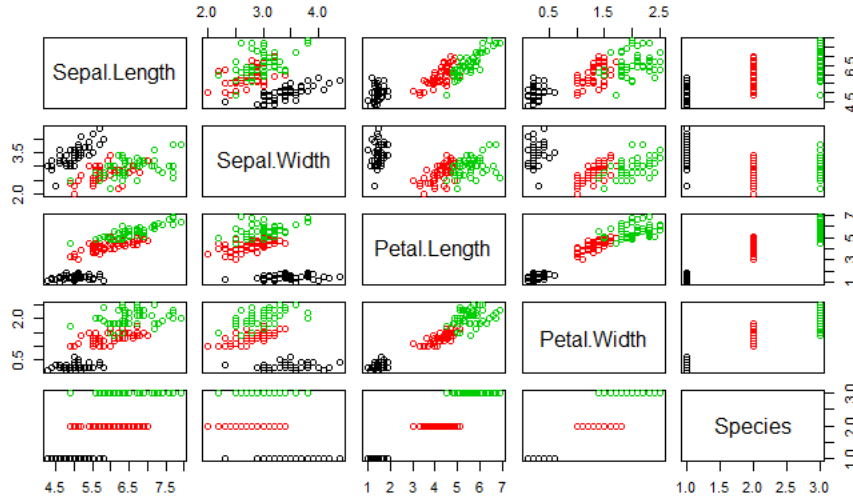 2.0 3.0 4.0 0.5 1.5 2.5
Sepal.Length
4.5 5.5 6.5
Sepal.Width
2.0 3.5
Petal.Length
1 3 5 7
Petal.Width
0.5 2.0
Species
1.0 2.0 3.0
4.5 5.5 6.5 7.5 1 2 3 4 5 6 7 1.0 1.5 2.0 2.5 3.0